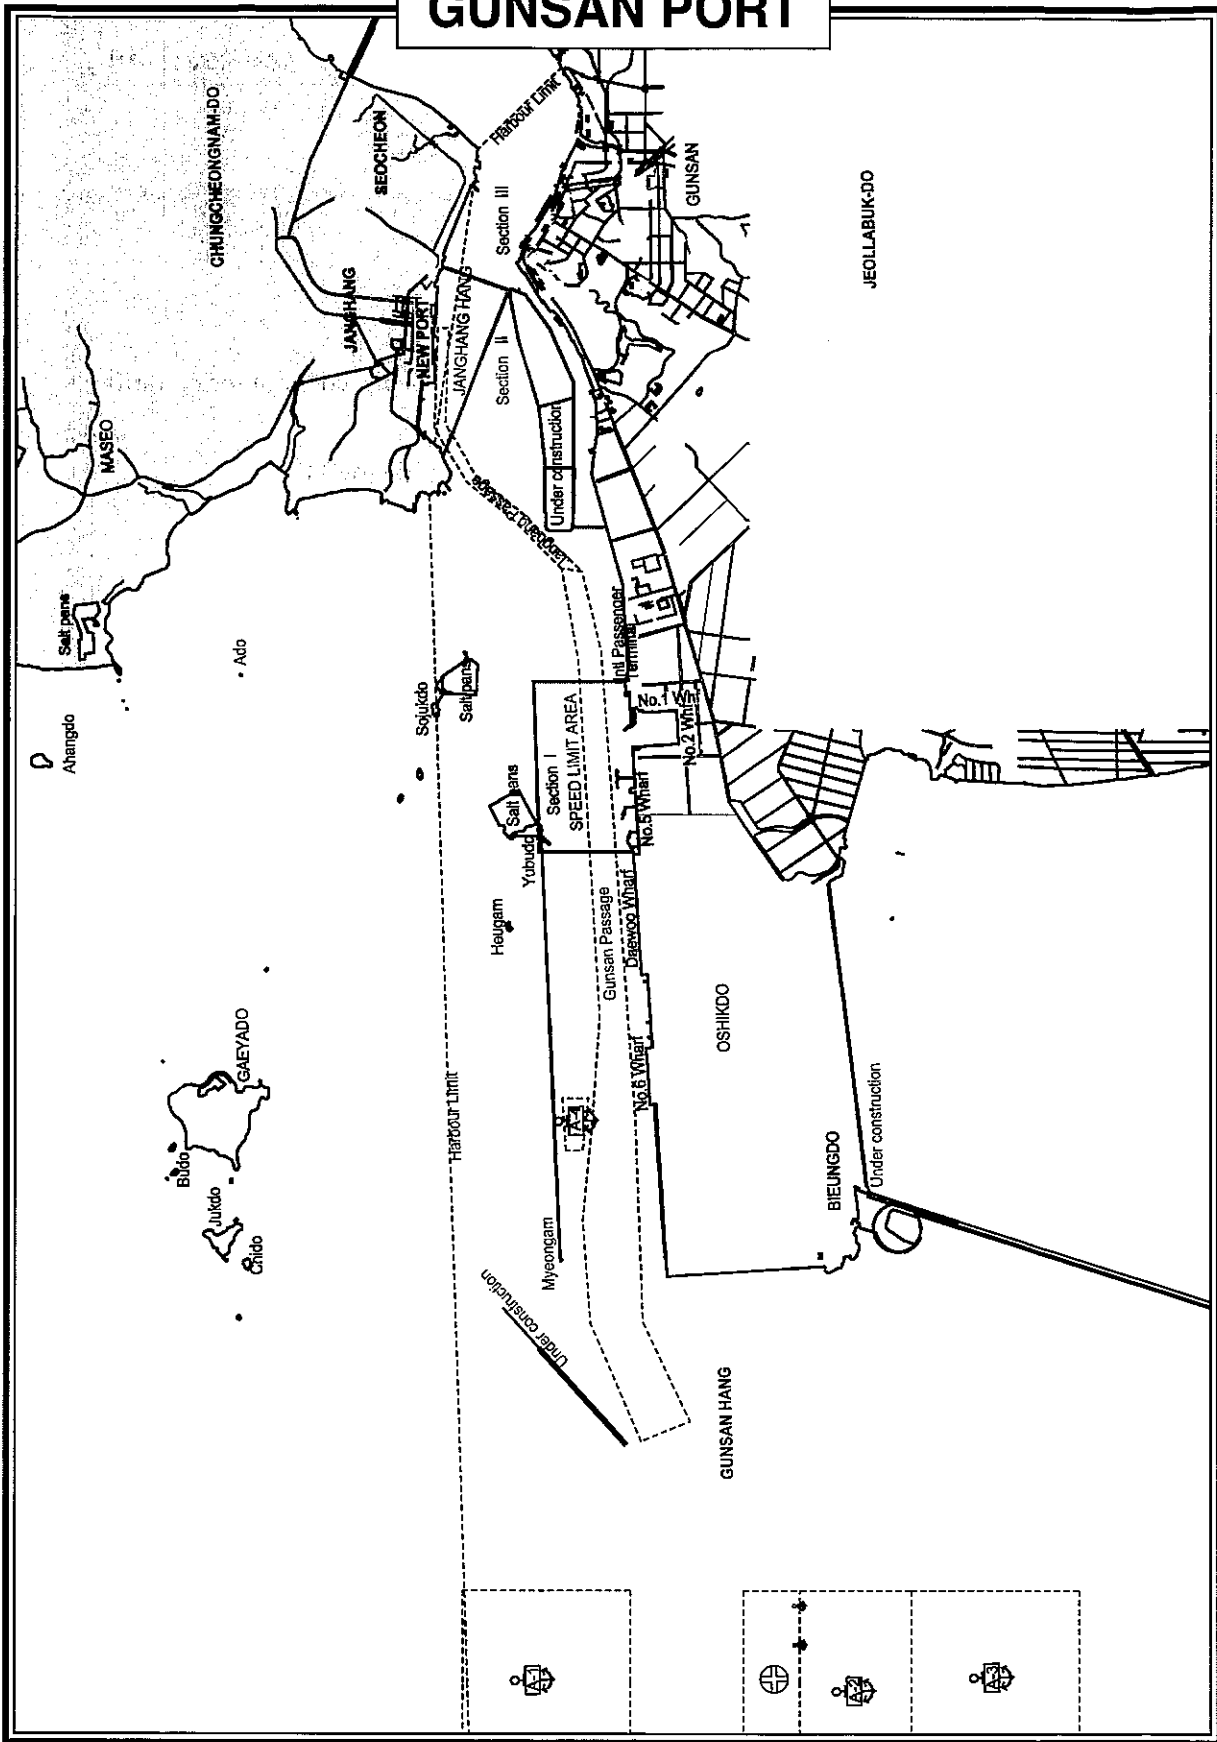 GUNSAN PORT
CHUNGCHEONGNAM-DO
SEOCHEON
Harbour Limit
GUNSAN
JEOLLABUK-DO
Section III
JANGHANG
NEW PORT
JANGHANG HANG
Section II
MASEO
Under construction
Janghang Passage
Salt pans
Ado
Ahangdo
Sojukdo
Salt pans
Intl Passenger
Terminal
No.1 Whf
No.2 Whf
Section I
SPEED LIMIT AREA
Salt pans
Yubudo
No.5 Wharf
Heugam
Gunsan Passage
Daewoo Wharf
OSHIKDO
GAEYADO
Harbour Limit
No.6 Wharf
A-4
Budo
Jukdo
Chido
Myeongam
Under construction
BIEUNGDO
Under construction
GUNSAN HANG
A-1
A-2
A-3